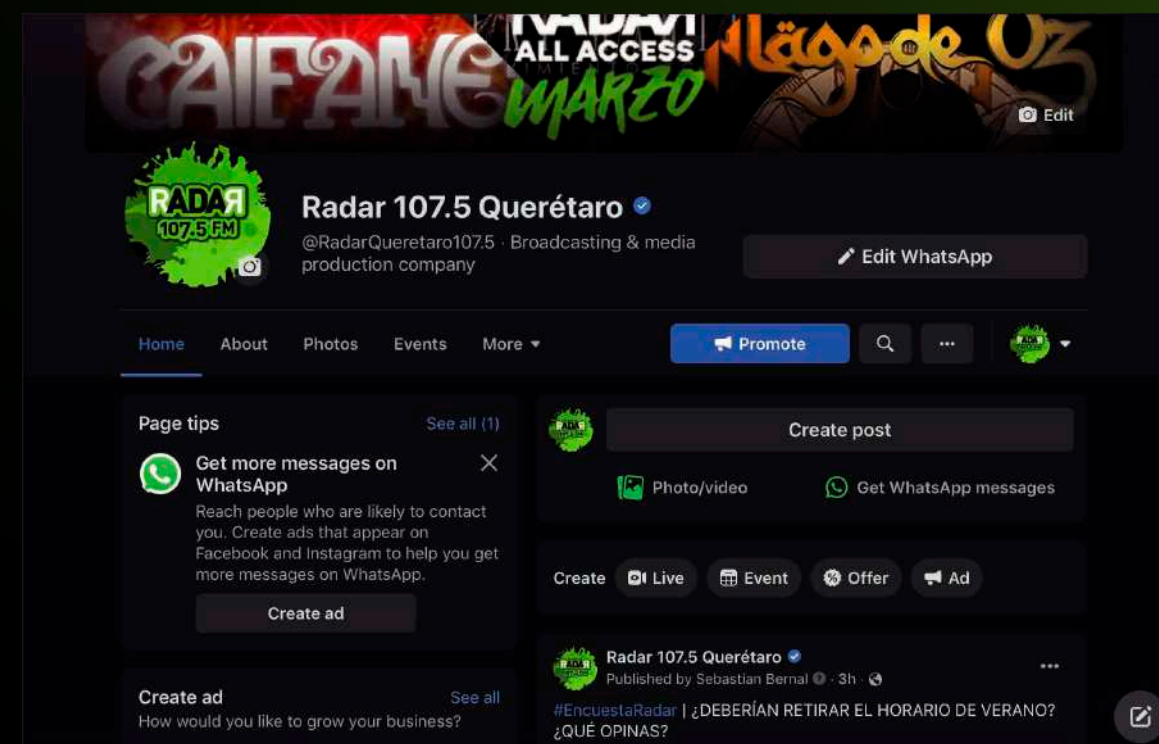 CAIFANE
RADAR
ALL ACCESS
MARZO
Mägo de Oz
Edit
RADAR
107.5 FM
Radar 107.5 Querétaro
@RadarQueretaro107.5 · Broadcasting & media
production company
Edit WhatsApp
Home About Photos Events More
Promote
Page tips
See all (1)
Get more messages on
WhatsApp
Reach people who are likely to contact
you. Create ads that appear on
Facebook and Instagram to help you get
more messages on WhatsApp.
Create ad
Create ad
See all
How would you like to grow your business?
Create post
Photo/video
Get WhatsApp messages
Create Live Event Offer Ad
Radar 107.5 Querétaro
Published by Sebastian Bernal · 3h ·
#EncuestaRadar | ¿DEBERÍAN RETIRAR EL HORARIO DE VERANO?
¿QUÉ OPINAS?